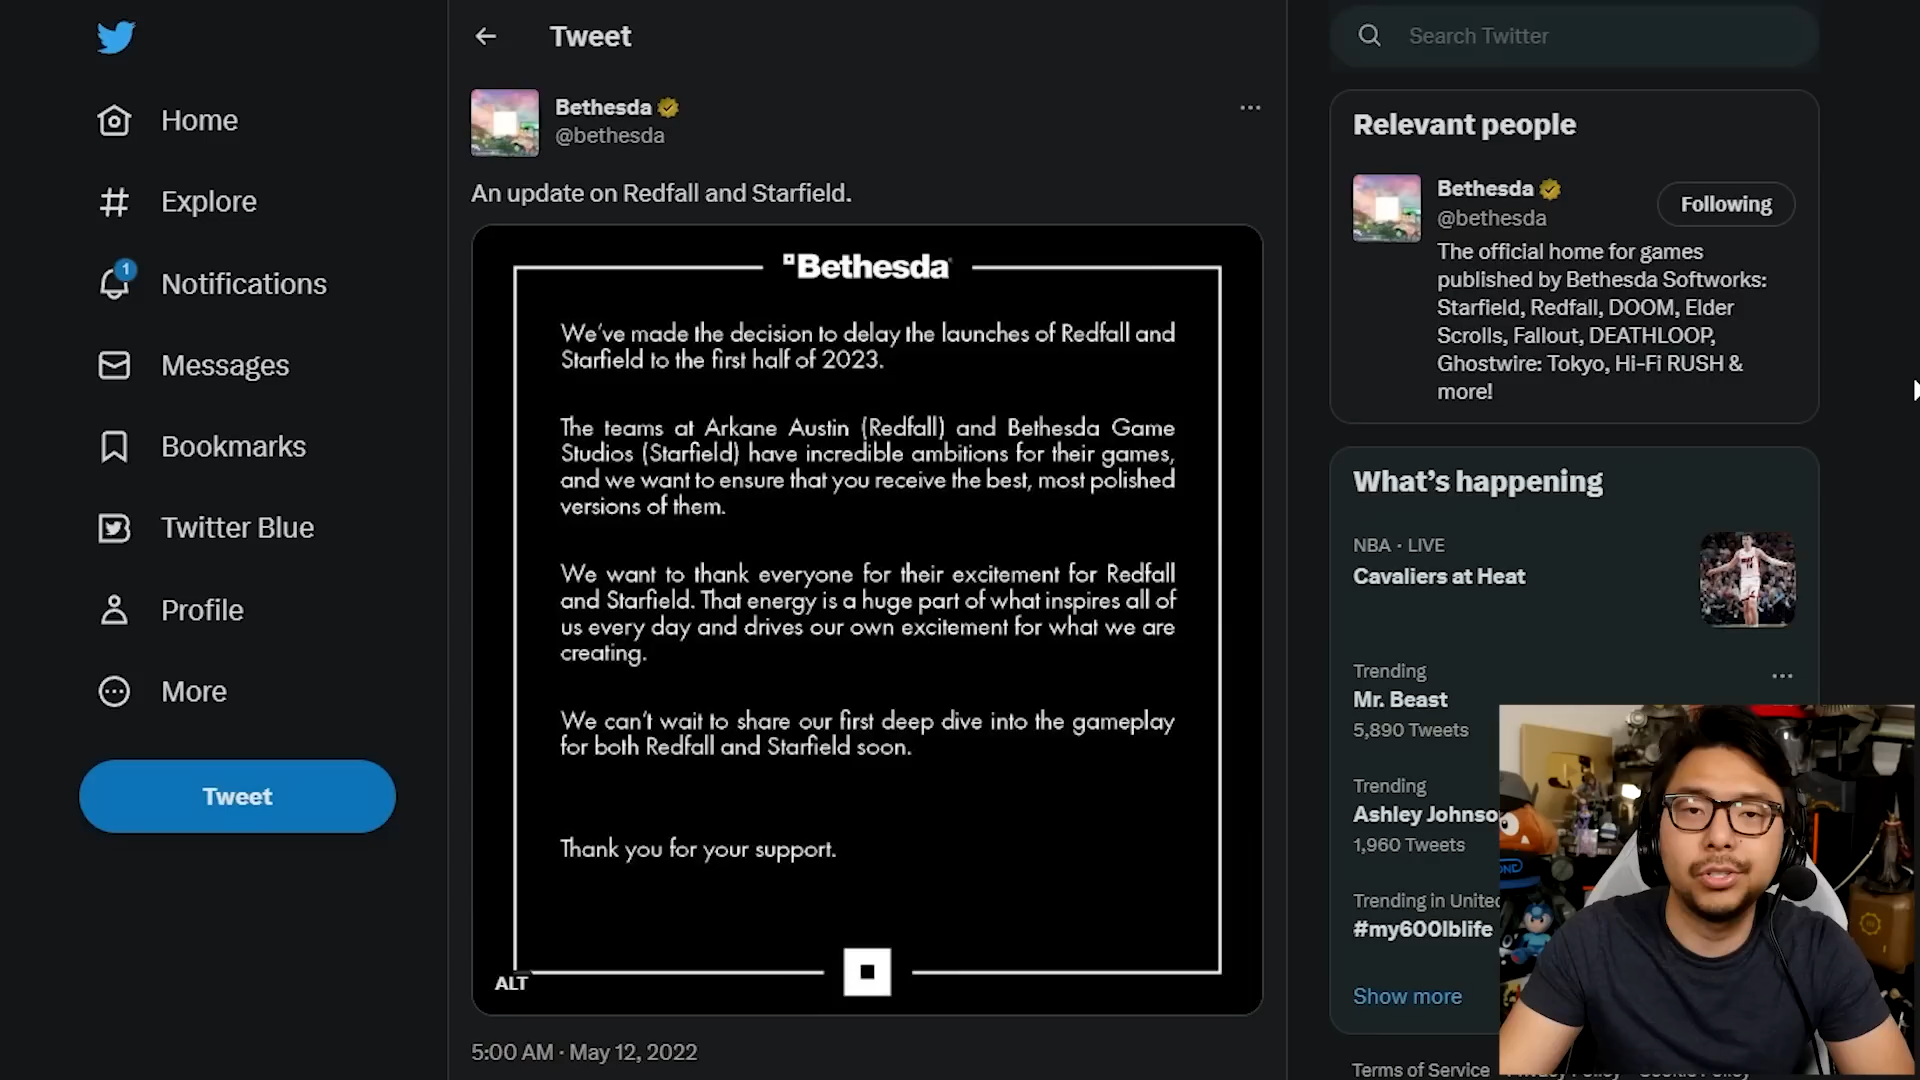 Home
Explore
1
Notifications
Messages
Bookmarks
Twitter Blue
Profile
More
Tweet
Tweet
Bethesda
@bethesda
An update on Redfall and Starfield.
Bethesda
We've made the decision to delay the launches of Redfall and
Starfield to the first half of 2023.
The teams at Arkane Austin (Redfall) and Bethesda Game
Studios (Starfield) have incredible ambitions for their games,
and we want to ensure that you receive the best, most polished
versions of them.
We want to thank everyone for their excitement for Redfall
and Starfield. That energy is a huge part of what inspires all of
us every day and drives our own excitement for what we are
creating.
We can't wait to share our first deep dive into the gameplay
for both Redfall and Starfield soon.
Thank you for your support.
ALT
5:00 AM · May 12, 2022
Search Twitter
Relevant people
Bethesda
@bethesda
Following
The official home for games
published by Bethesda Softworks:
Starfield, Redfall, DOOM, Elder
Scrolls, Fallout, DEATHLOOP,
Ghostwire: Tokyo, Hi-Fi RUSH &
more!
What's happening
NBA · LIVE
Cavaliers at Heat
Trending
Mr. Beast
5,890 Tweets
Trending
Ashley Johnso
1,960 Tweets
Trending in United
#my600lblife
Show more
Terms of Service